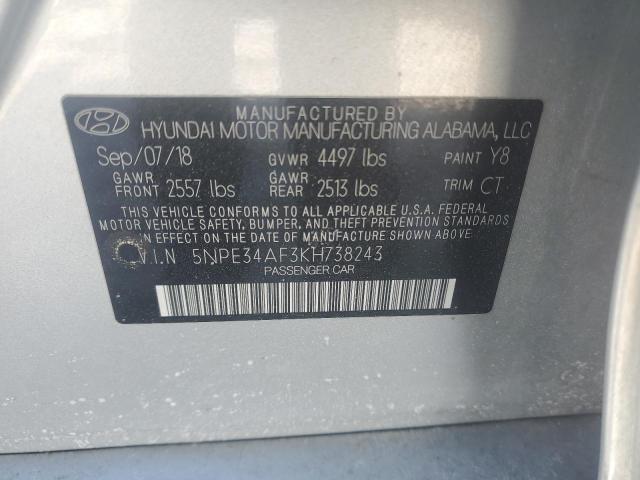 MANUFACTURED BY
HYUNDAI MOTOR MANUFACTURING ALABAMA, LLC
Sep/07/18 GVWR 4497 lbs PAINT Y8
GAWR FRONT 2557 lbs GAWR REAR 2513 lbs TRIM CT
THIS VEHICLE CONFORMS TO ALL APPLICABLE U.S.A. FEDERAL
MOTOR VEHICLE SAFETY, BUMPER, AND THEFT PREVENTION STANDARDS
IN EFFECT ON THE DATE OF MANUFACTURE SHOWN ABOVE.
V.I.N 5NPE34AF3KH738243
PASSENGER CAR